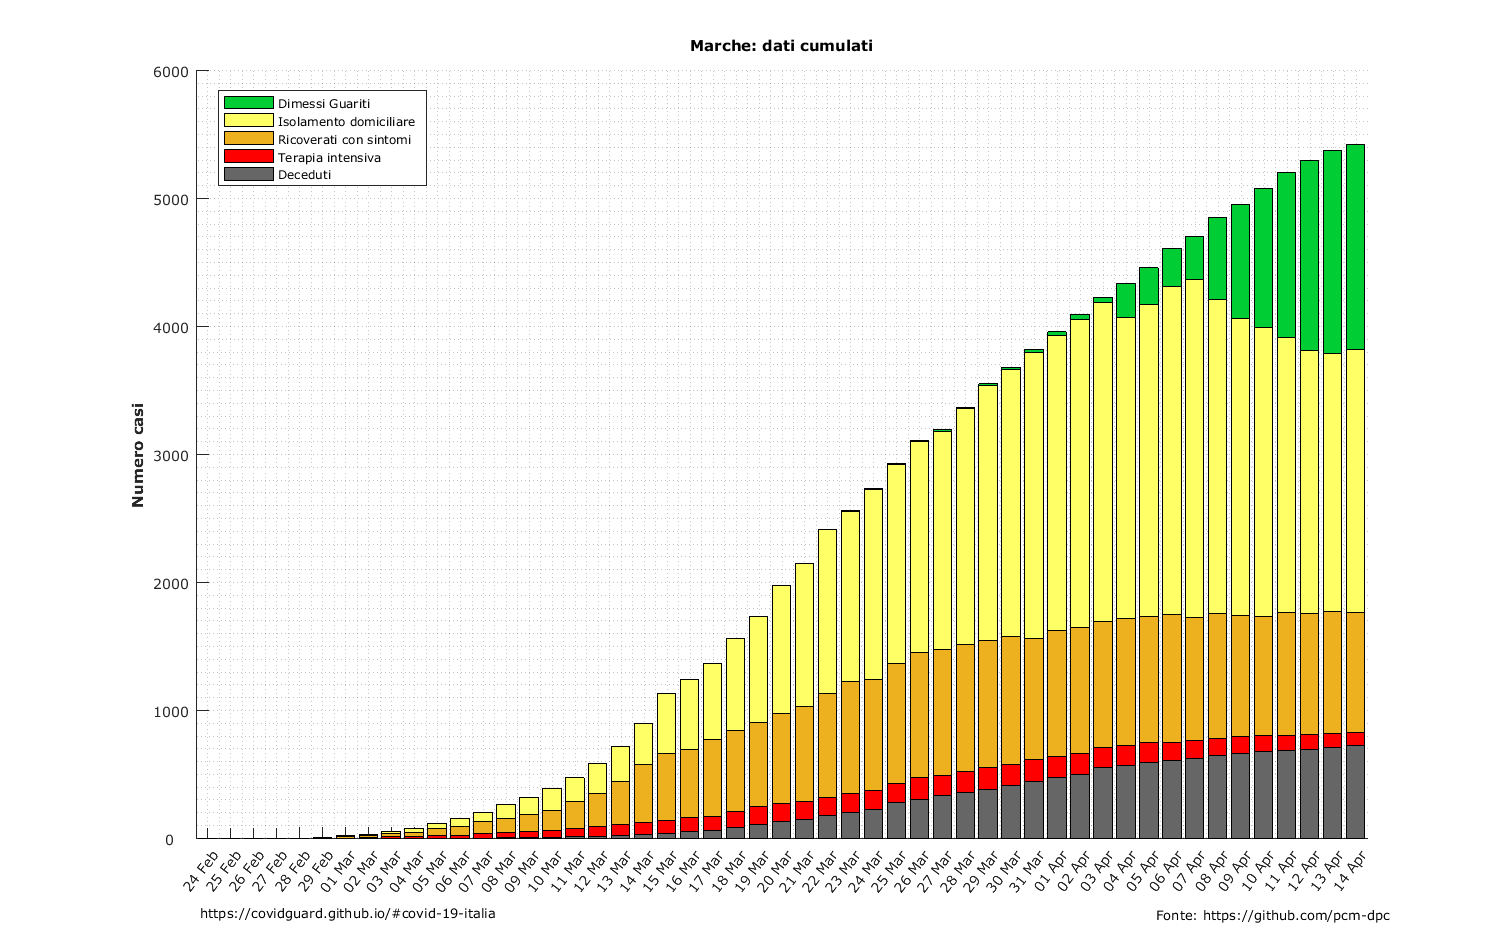 Marche: dati cumulati
6000
5000
4000
3000
2000
1000
0
Numero casi
Dimessi Guariti
Isolamento domiciliare
Ricoverati con sintomi
Terapia intensiva
Deceduti
24 Feb
25 Feb
26 Feb
27 Feb
28 Feb
29 Feb
01 Mar
02 Mar
03 Mar
04 Mar
05 Mar
06 Mar
07 Mar
08 Mar
09 Mar
10 Mar
11 Mar
12 Mar
13 Mar
14 Mar
15 Mar
16 Mar
17 Mar
18 Mar
19 Mar
20 Mar
21 Mar
22 Mar
23 Mar
24 Mar
25 Mar
26 Mar
27 Mar
28 Mar
29 Mar
30 Mar
31 Mar
01 Apr
02 Apr
03 Apr
04 Apr
05 Apr
06 Apr
07 Apr
08 Apr
09 Apr
10 Apr
11 Apr
12 Apr
13 Apr
14 Apr
https://covidguard.github.io/#covid-19-italia
Fonte: https://github.com/pcm-dpc